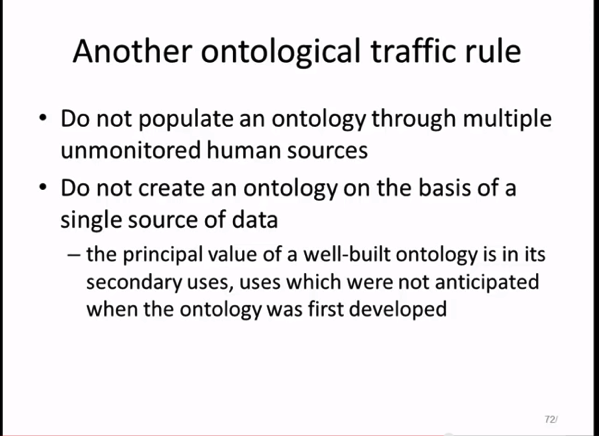 Another ontological traffic rule
• Do not populate an ontology through multiple
unmonitored human sources
• Do not create an ontology on the basis of a
single source of data
– the principal value of a well-built ontology is in its
secondary uses, uses which were not anticipated
when the ontology was first developed
72/